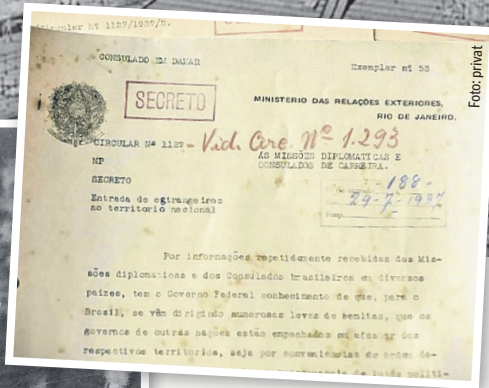 Circular Nº 1127/1937/S.
CONSULADO EM DAKAR
Exemplar nº 53
SECRETO
MINISTERIO DAS RELAÇÕES EXTERIORES,
RIO DE JANEIRO.
CIRCULAR Nº 1127 - Vid. Circ. Nº 1.293
ÁS MISSÕES DIPLOMATICAS E
CONSULADOS DE CARREIRA.
NP
SECRETO
- 188 -
29-7-1937
Entrada de estrangeiros
no territorio nacional
Por informações repetidamente recebidas das Mis-
sões diplomaticas e dos Consulados brasileiros em diversos
paizes, tem o Governo Federal conhecimento de que, para o
Brasil, se vêm dirigindo numerosas levas de semitas, que os
governos de outras nações estão empenhados em afastar dos
respectivos territorios, seja por conveniencias de ordem de-
Foto: privat